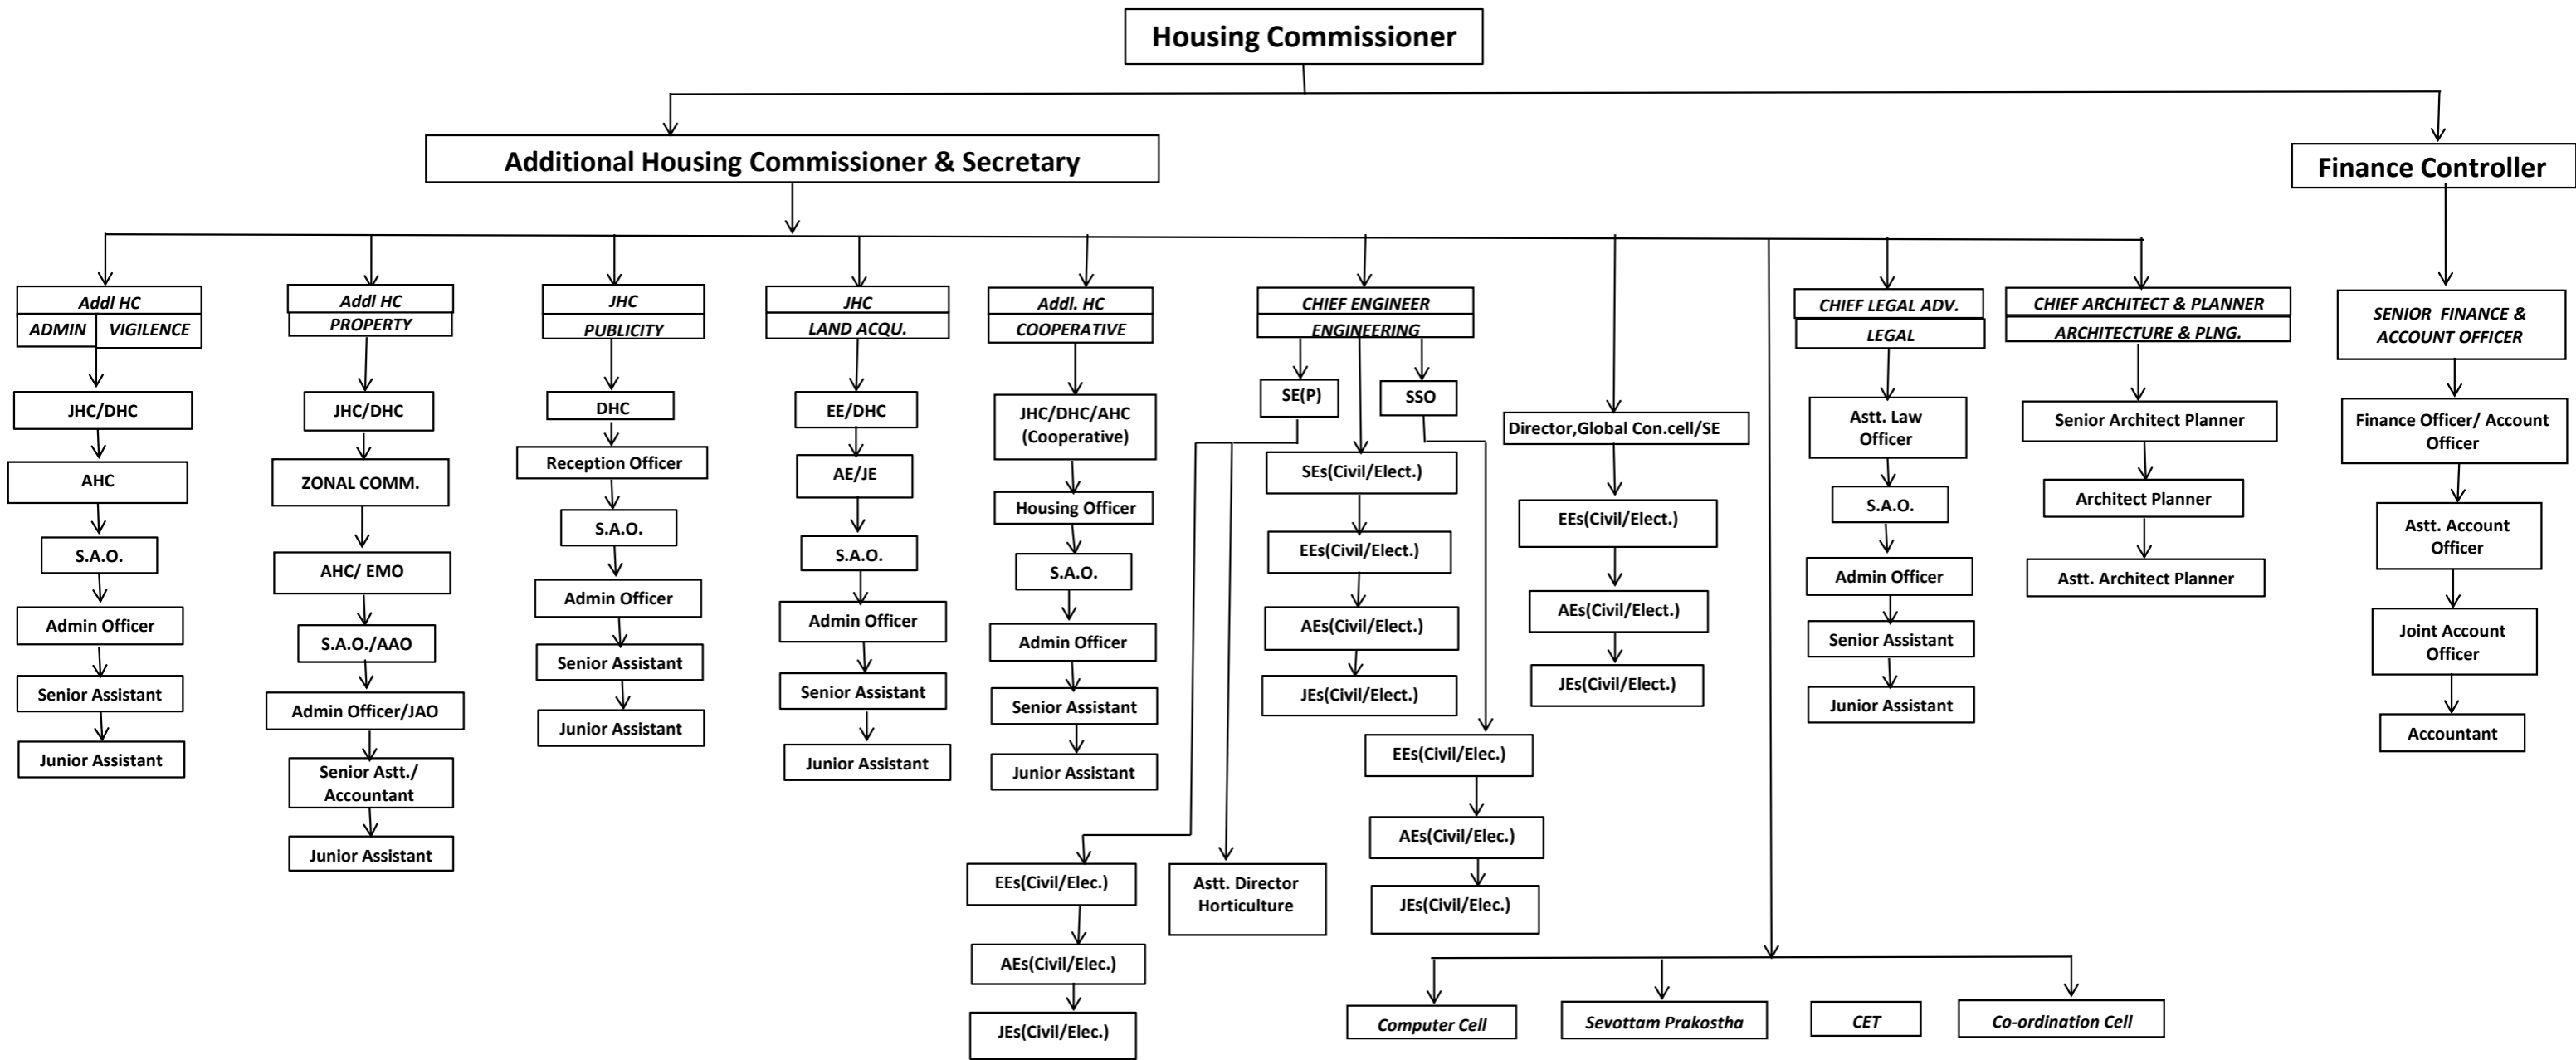 Housing Commissioner
Additional Housing Commissioner & Secretary
Finance Controller
Addl HC
ADMIN VIGILENCE
JHC/DHC
AHC
S.A.O.
Admin Officer
Senior Assistant
Junior Assistant
Addl HC
PROPERTY
JHC/DHC
ZONAL COMM.
AHC/ EMO
S.A.O./AAO
Admin Officer/JAO
Senior Astt./
Accountant
Junior Assistant
JHC
PUBLICITY
DHC
Reception Officer
S.A.O.
Admin Officer
Senior Assistant
Junior Assistant
JHC
LAND ACQU.
EE/DHC
AE/JE
S.A.O.
Admin Officer
Senior Assistant
Junior Assistant
Addl. HC
COOPERATIVE
JHC/DHC/AHC
(Cooperative)
Housing Officer
S.A.O.
Admin Officer
Senior Assistant
Junior Assistant
CHIEF ENGINEER
ENGINEERING
SE(P)
SSO
SEs(Civil/Elect.)
EEs(Civil/Elect.)
AEs(Civil/Elect.)
JEs(Civil/Elect.)
EEs(Civil/Elec.)
AEs(Civil/Elec.)
JEs(Civil/Elec.)
Astt. Director
Horticulture
EEs(Civil/Elec.)
AEs(Civil/Elec.)
JEs(Civil/Elec.)
Director,Global Con.cell/SE
EEs(Civil/Elect.)
AEs(Civil/Elect.)
JEs(Civil/Elect.)
Computer Cell
Sevottam Prakostha
CET
Co-ordination Cell
CHIEF LEGAL ADV.
LEGAL
Astt. Law
Officer
S.A.O.
Admin Officer
Senior Assistant
Junior Assistant
CHIEF ARCHITECT & PLANNER
ARCHITECTURE & PLNG.
Senior Architect Planner
Architect Planner
Astt. Architect Planner
SENIOR FINANCE &
ACCOUNT OFFICER
Finance Officer/ Account
Officer
Astt. Account
Officer
Joint Account
Officer
Accountant